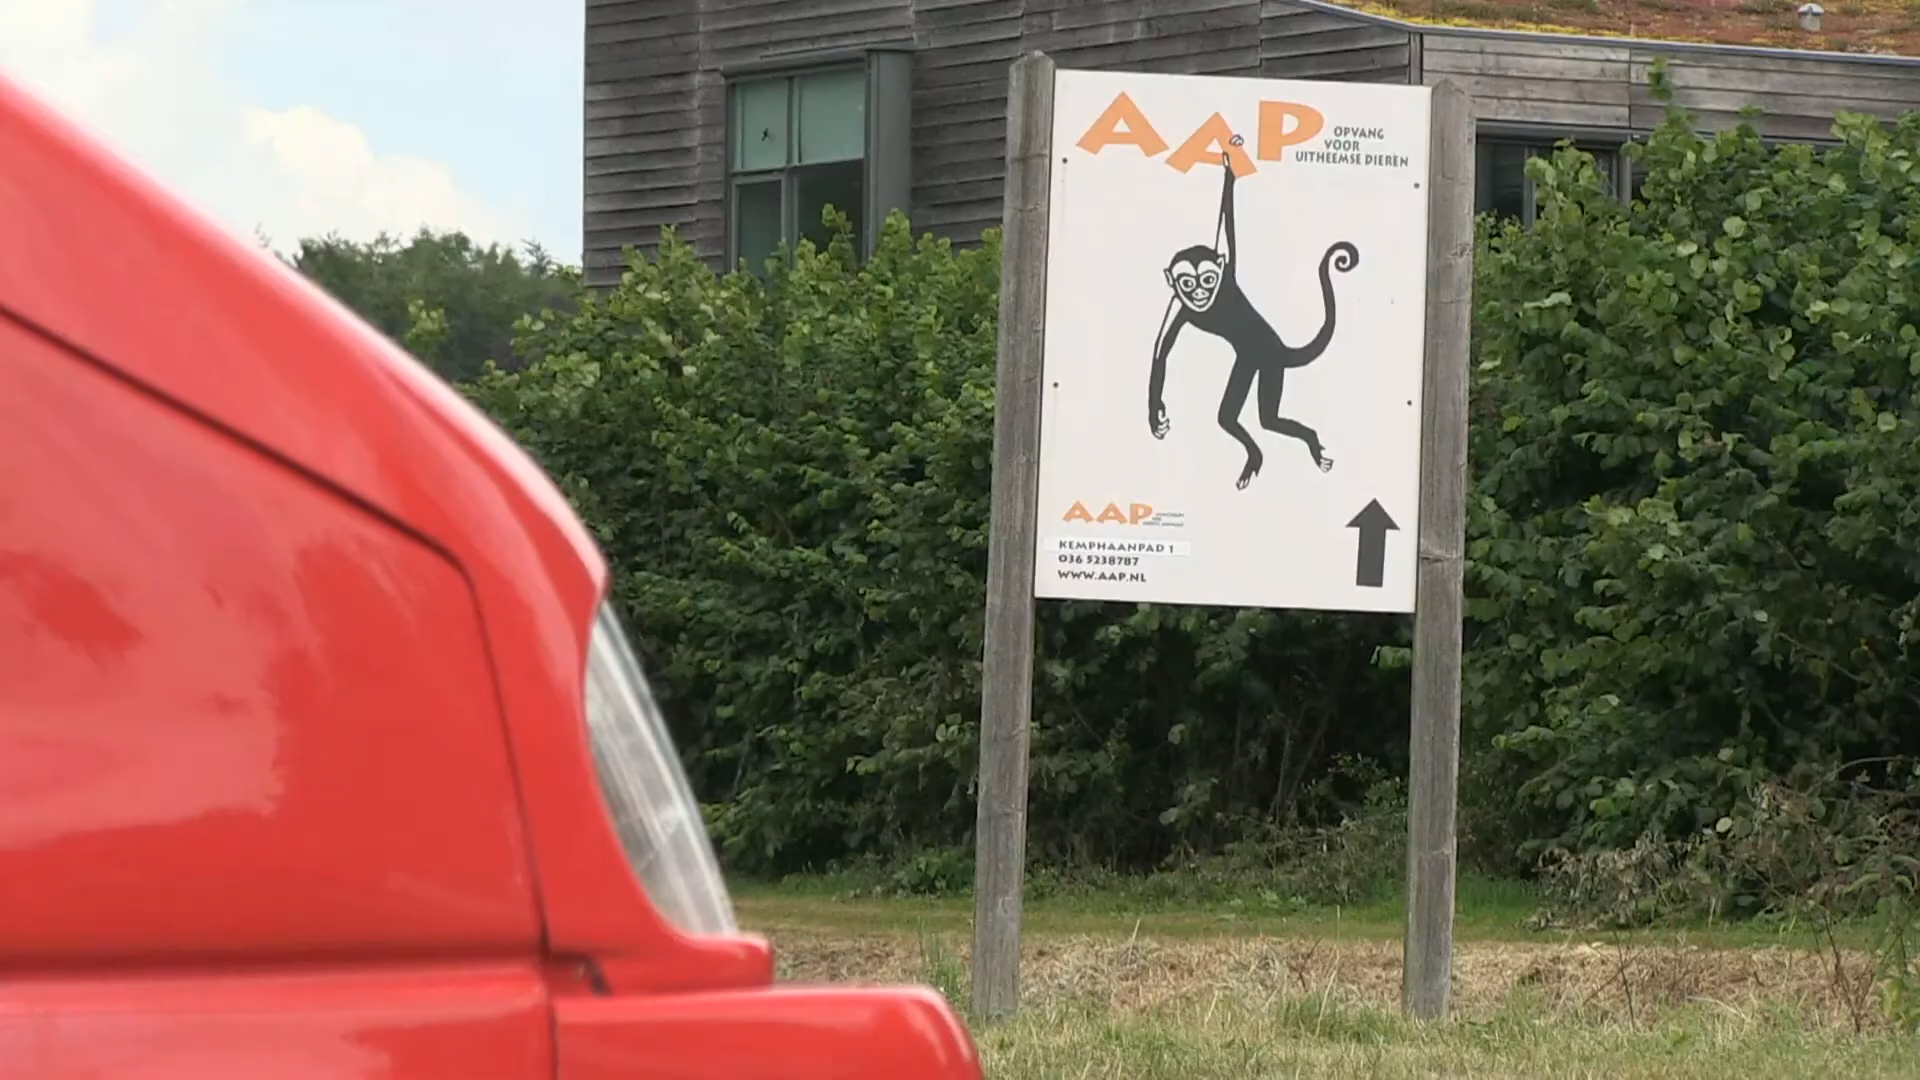 AAP
OPVANG
VOOR
UITHEEMSE DIEREN
AAP
KEMPHAANPAD 1
036 5238787
WWW.AAP.NL